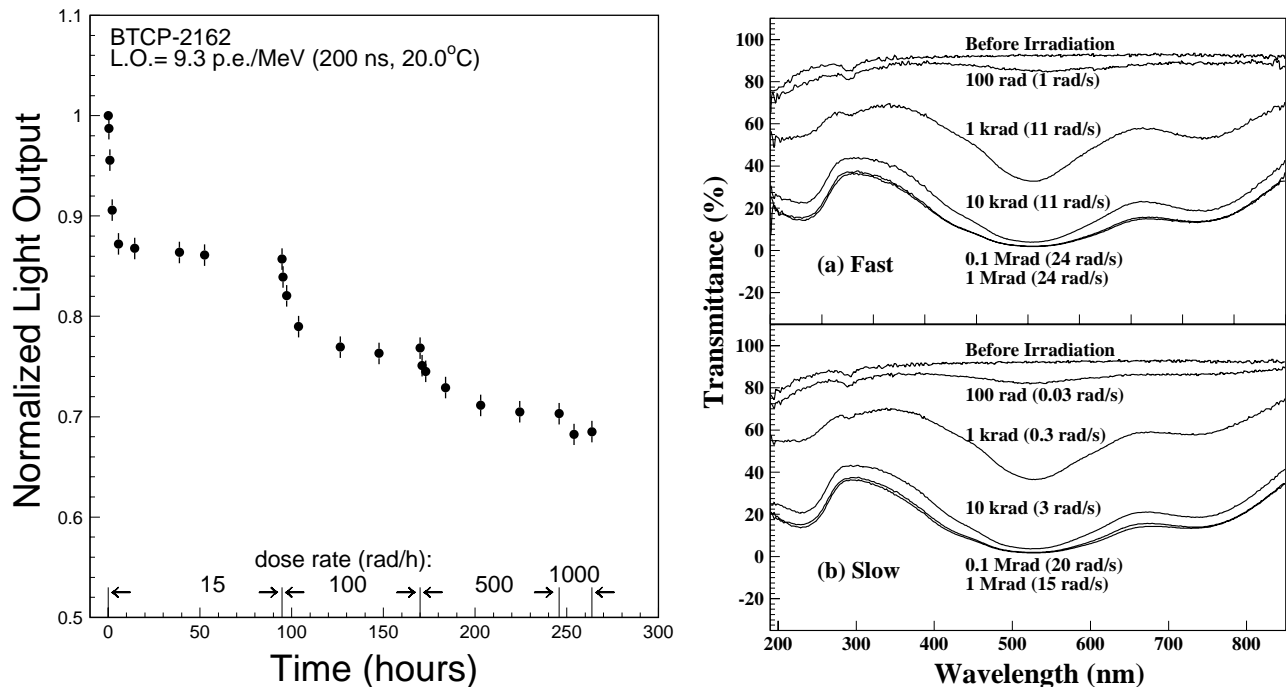 BTCP-2162
L.O.= 9.3 p.e./MeV (200 ns, 20.0°C)
Normalized Light Output
1.1
1
0.9
0.8
0.7
0.6
0.5
dose rate (rad/h):
15
100
500
1000
0
50
100
150
200
250
300
Time (hours)
Transmittance (%)
100
80
60
40
20
0
-20
Before Irradiation
100 rad (1 rad/s)
1 krad (11 rad/s)
10 krad (11 rad/s)
0.1 Mrad (24 rad/s)
1 Mrad (24 rad/s)
(a) Fast
100
80
60
40
20
0
-20
Before Irradiation
100 rad (0.03 rad/s)
1 krad (0.3 rad/s)
10 krad (3 rad/s)
0.1 Mrad (20 rad/s)
1 Mrad (15 rad/s)
(b) Slow
200
300
400
500
600
700
800
Wavelength (nm)